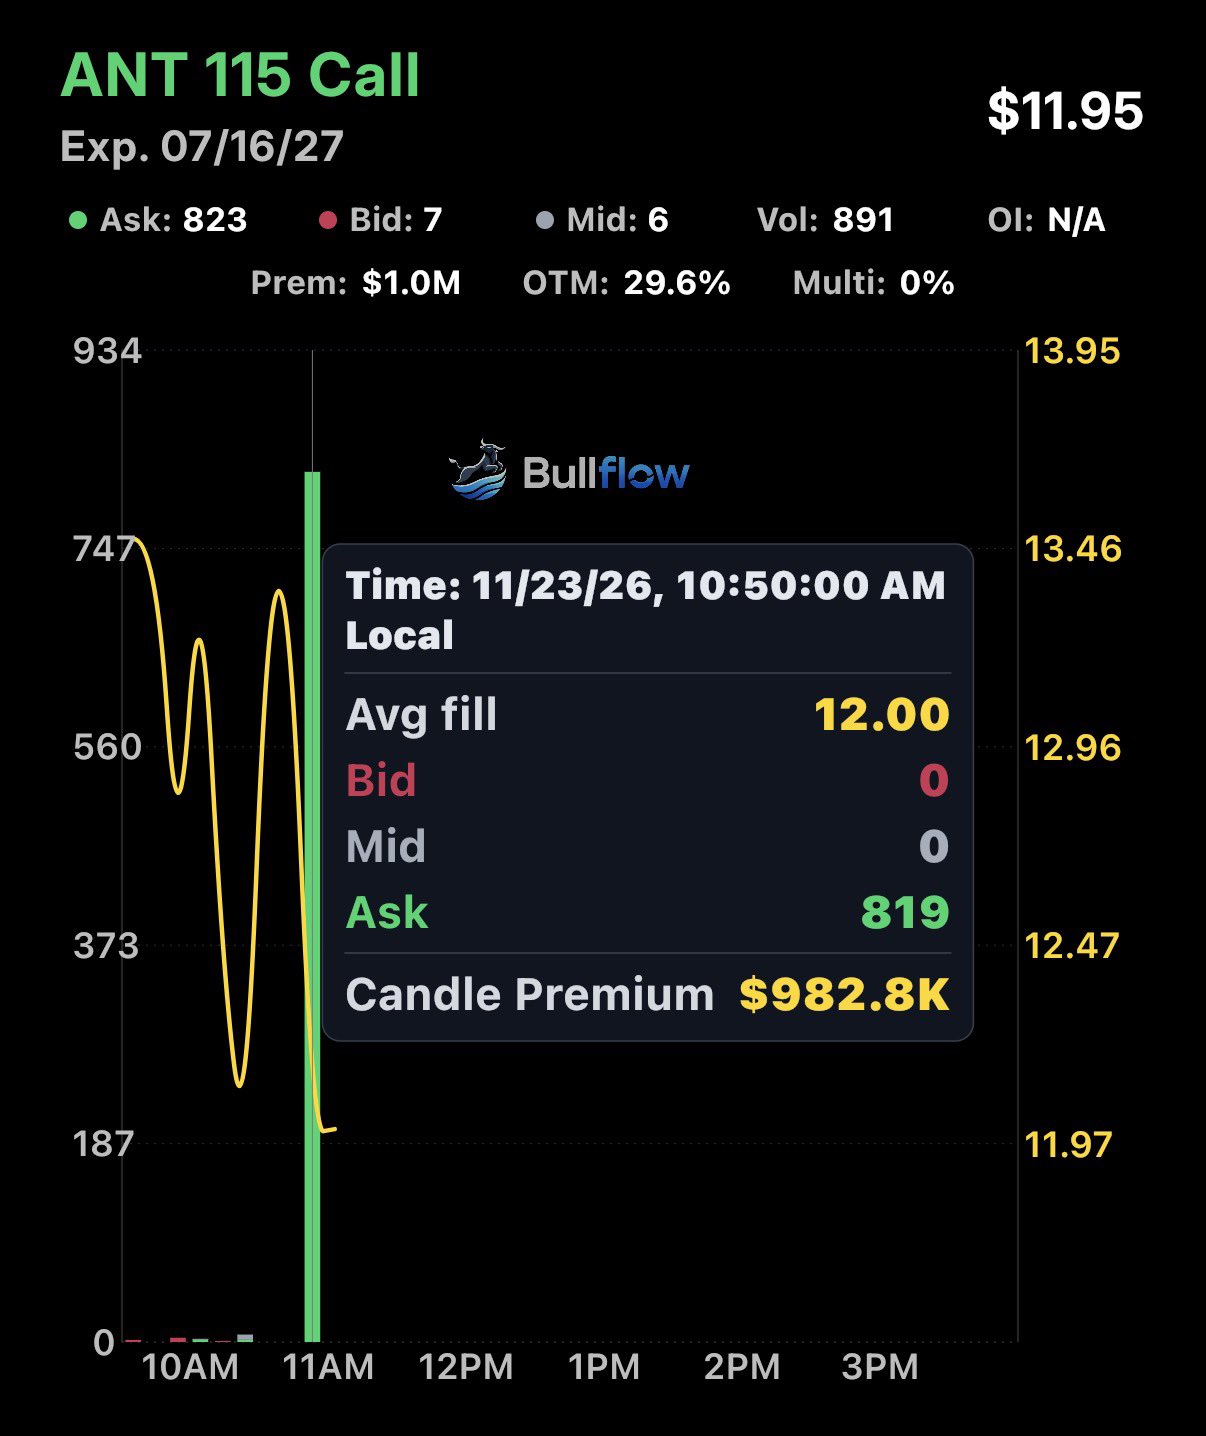 ANT 115 Call
$11.95
Exp. 07/16/27
Ask: 823 Bid: 7 Mid: 6 Vol: 891 OI: N/A
Prem: $1.0M OTM: 29.6% Multi: 0%
934
13.95
Bullflow
747
13.46
Time: 11/23/26, 10:50:00 AM
Local
Avg fill 12.00
560
12.96
Bid 0
Mid 0
Ask 819
373
12.47
Candle Premium $982.8K
187
11.97
0
10AM 11AM 12PM 1PM 2PM 3PM